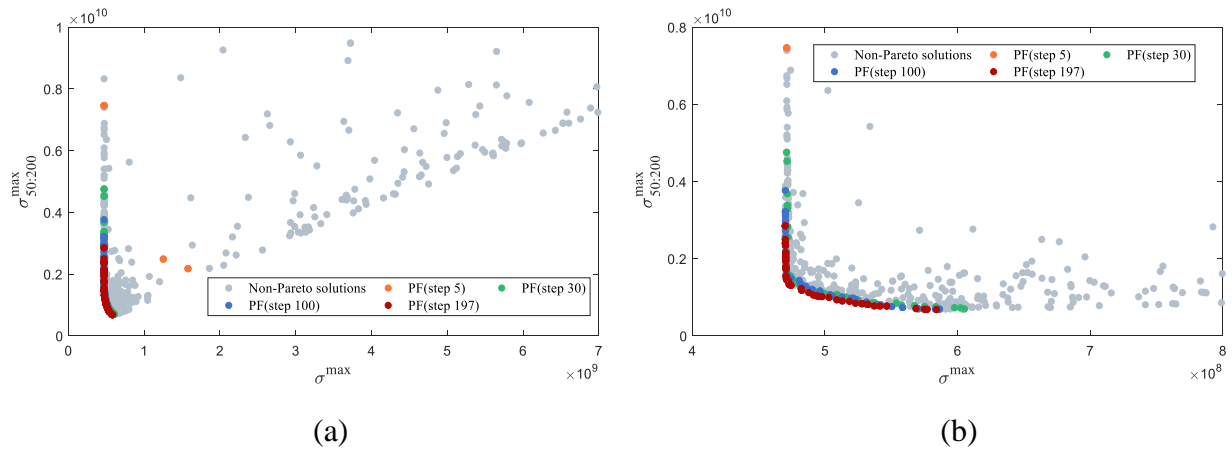 ×10^10
1
0.8
0.6
0.4
0.2
0
σ^max_50:200
0 1 2 3 4 5 6 7
σ^max
×10^9
Non-Pareto solutions PF(step 5) PF(step 30)
PF(step 100) PF(step 197)
(a)
×10^10
0.8
0.6
0.4
0.2
0
σ^max_50:200
4 5 6 7 8
σ^max
×10^8
Non-Pareto solutions PF(step 5) PF(step 30)
PF(step 100) PF(step 197)
(b)